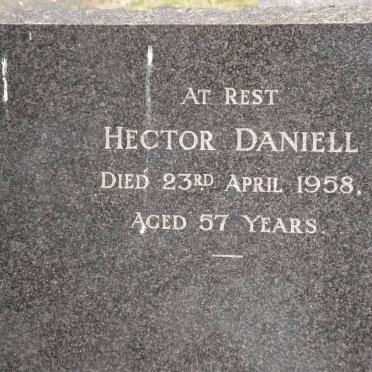 AT REST
HECTOR DANIELL
DIED 23RD APRIL 1958,
AGED 57 YEARS.